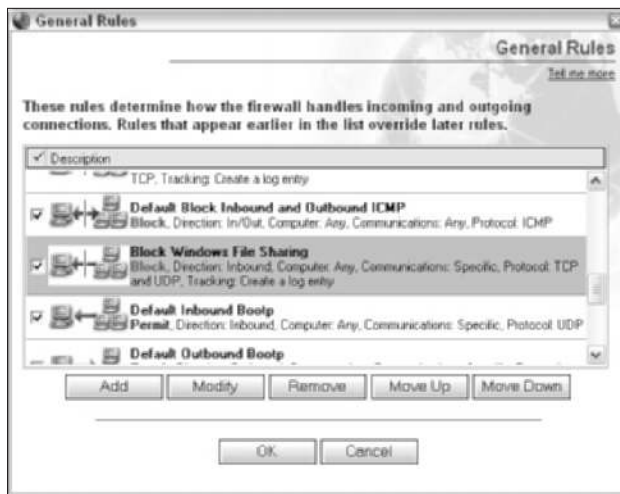 General Rules
General Rules
Tell me more
These rules determine how the firewall handles incoming and outgoing
connections. Rules that appear earlier in the list override later rules.
Description
TCP, Tracking: Create a log entry
Default Block Inbound and Outbound ICMP
Block, Direction: In/Out, Computer: Any, Communications: Any, Protocol: ICMP
Block Windows File Sharing
Block, Direction: Inbound, Computer: Any, Communications: Specific, Protocol: TCP
and UDP, Tracking: Create a log entry
Default Inbound Bootp
Permit, Direction: Inbound, Computer: Any, Communications: Specific, Protocol: UDP
Default Outbound Bootp
Add Modify Remove Move Up Move Down
OK Cancel